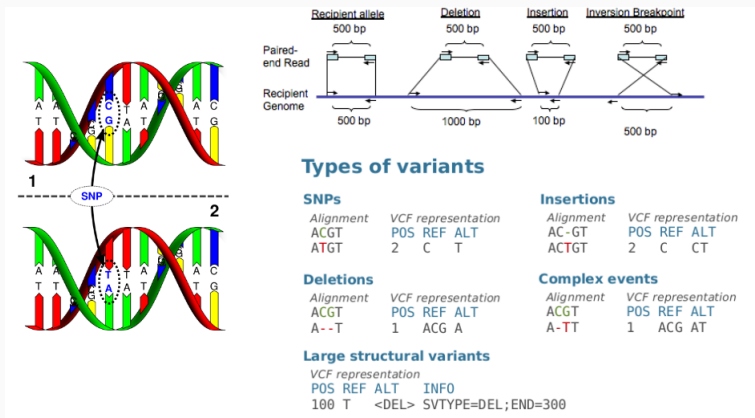 Recipient allele Deletion Insertion Inversion Breakpoint
500 bp 500 bp 500 bp 500 bp
Paired-
end Read
Recipient
Genome
500 bp 1000 bp 100 bp 500 bp
A A T G C G T A A G C G
1
SNP
2
A A T G T A T A A G C G
Types of variants
SNPs
Alignment VCF representation
ACGT POS REF ALT
ATGT 2 C T
Insertions
Alignment VCF representation
AC-GT POS REF ALT
ACTGT 2 C CT
Deletions
Alignment VCF representation
ACGT POS REF ALT
A--T 1 ACG A
Complex events
Alignment VCF representation
ACGT POS REF ALT
A-TT 1 ACG AT
Large structural variants
VCF representation
POS REF ALT INFO
100 T <DEL> SVTYPE=DEL;END=300